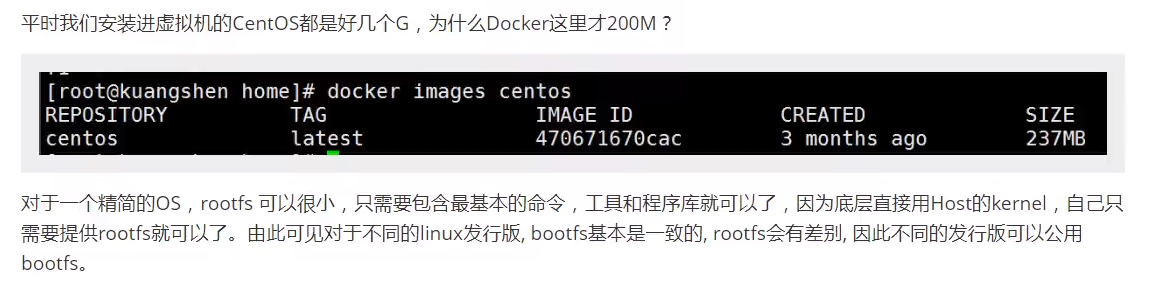 平时我们安装进虚拟机的CentOS都是好几个G，为什么Docker这里才200M？
[root@kuangshen home]# docker images centos
REPOSITORY TAG IMAGE ID CREATED SIZE
centos latest 470671670cac 3 months ago 237MB
对于一个精简的OS，rootfs 可以很小，只需要包含最基本的命令，工具和程序库就可以了，因为底层直接用Host的kernel，自己只
需要提供rootfs就可以了。由此可见对于不同的linux发行版, bootfs基本是一致的, rootfs会有差别, 因此不同的发行版可以公用
bootfs。